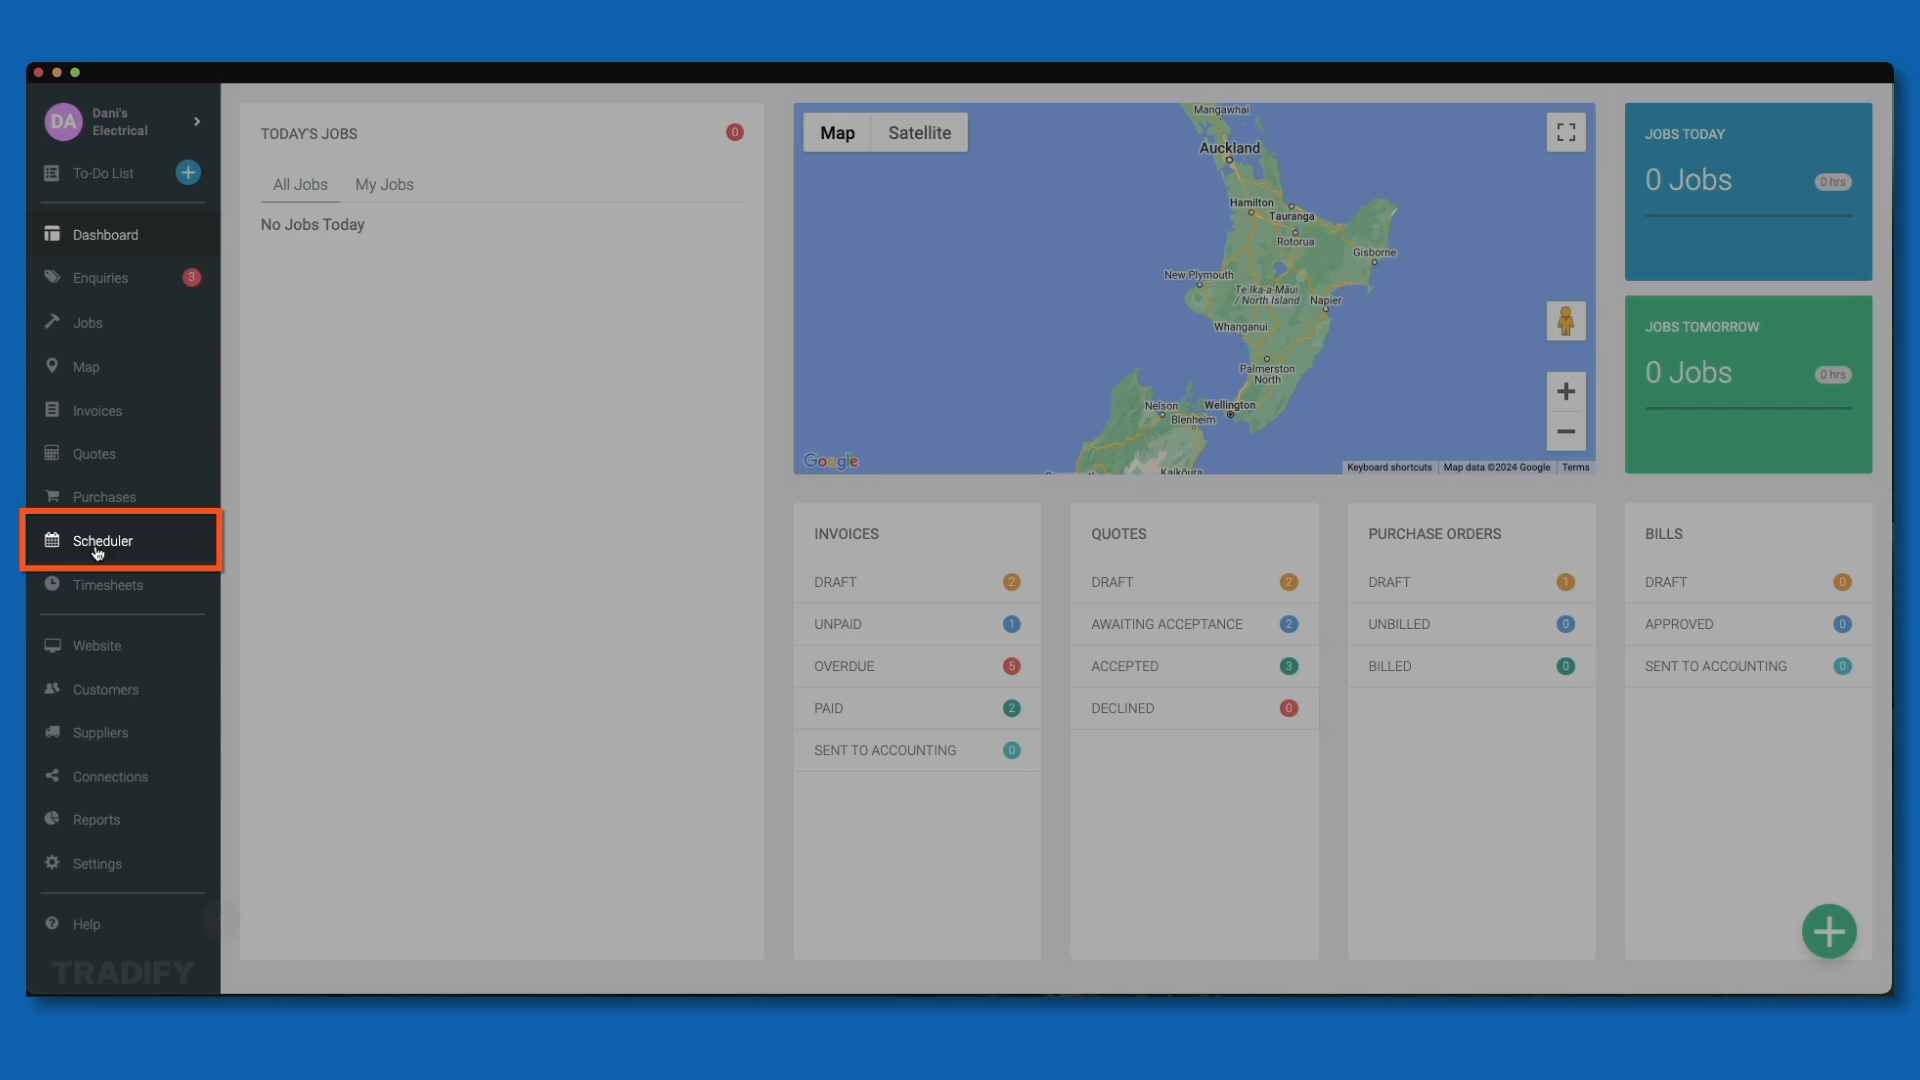 DA
Dani's
Electrical
To-Do List
Dashboard
Enquiries
3
Jobs
Map
Invoices
Quotes
Purchases
Scheduler
Timesheets
Website
Customers
Suppliers
Connections
Reports
Settings
Help
TRADIFY
TODAY'S JOBS
0
All Jobs
My Jobs
No Jobs Today
Map
Satellite
Mangawhai
Auckland
Hamilton
Tauranga
Rotorua
Gisborne
New Plymouth
Te Ika-a-Māui
/ North Island
Napier
Whanganui
Palmerston
North
Nelson
Wellington
Blenheim
Kaikōura
Google
Keyboard shortcuts
Map data ©2024 Google
Terms
JOBS TODAY
0 Jobs
0 hrs
JOBS TOMORROW
0 Jobs
0 hrs
INVOICES
DRAFT 2
UNPAID 1
OVERDUE 5
PAID 2
SENT TO ACCOUNTING 0
QUOTES
DRAFT 2
AWAITING ACCEPTANCE 2
ACCEPTED 3
DECLINED 0
PURCHASE ORDERS
DRAFT 1
UNBILLED 0
BILLED 0
BILLS
DRAFT 0
APPROVED 0
SENT TO ACCOUNTING 0